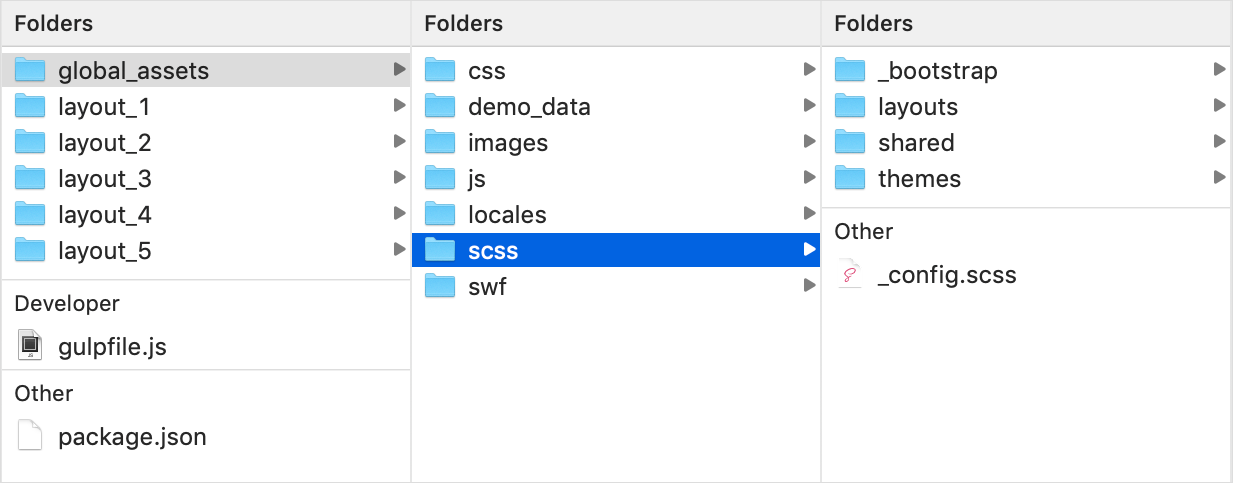 Folders
global_assets
layout_1
layout_2
layout_3
layout_4
layout_5
Developer
JS
gulpfile.js
Other
package.json
Folders
css
demo_data
images
js
locales
scss
swf
Folders
_bootstrap
layouts
shared
themes
Other
_config.scss